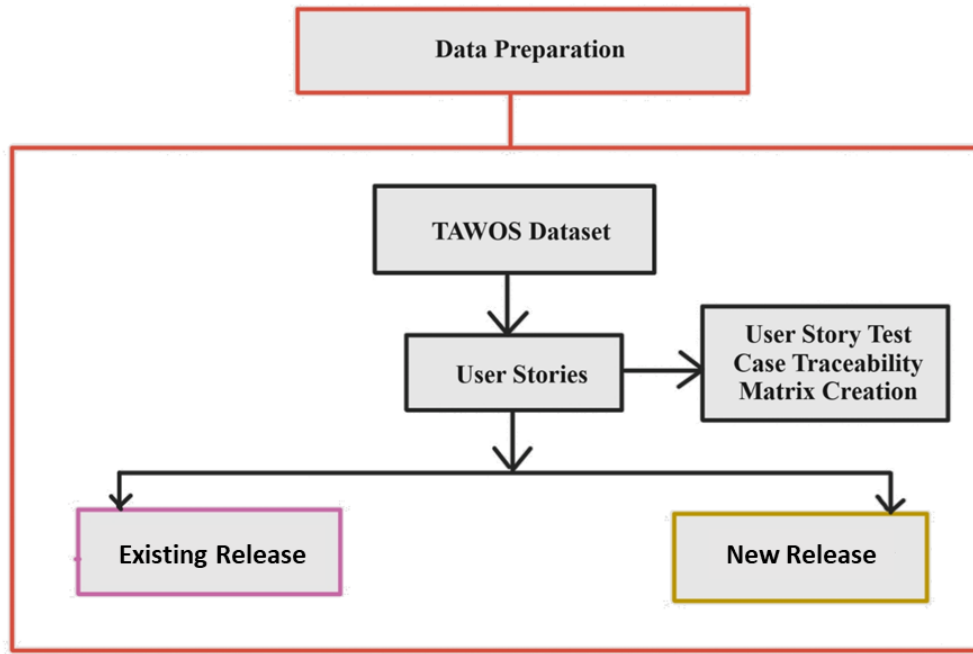 Data Preparation
TAWOS Dataset
User Stories
User Story Test
Case Traceability
Matrix Creation
Existing Release
New Release